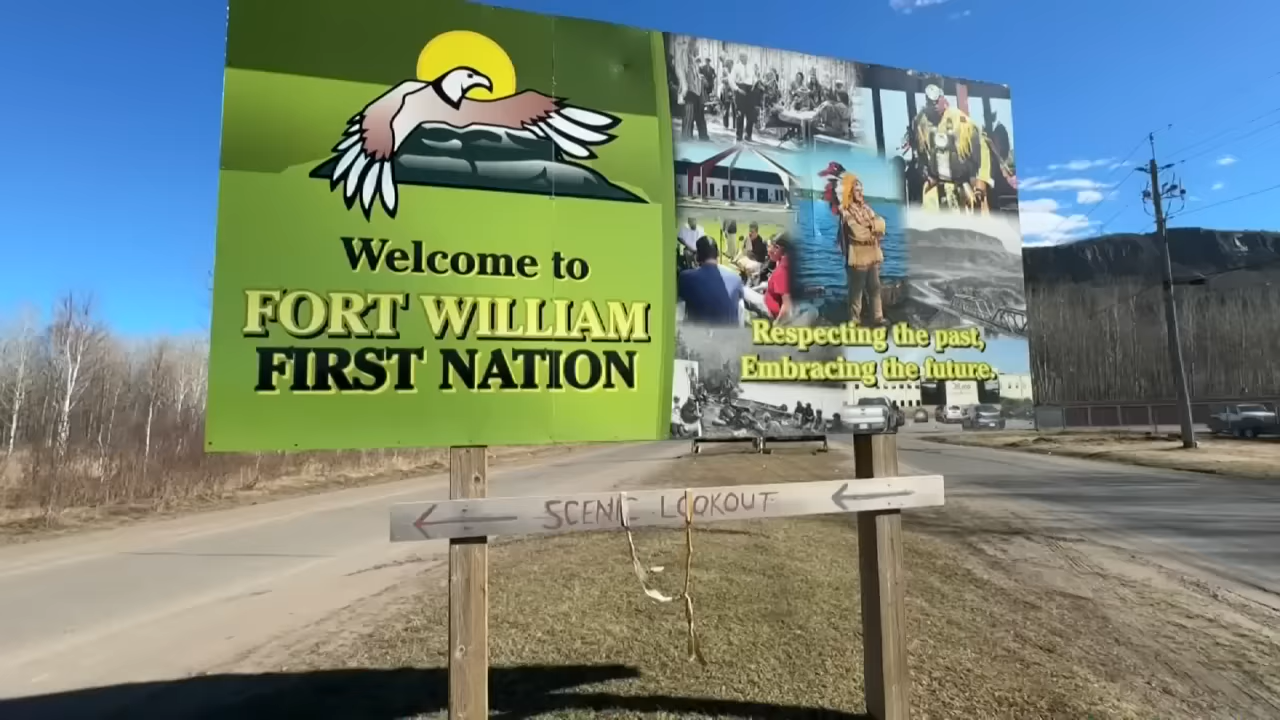 Welcome to
FORT WILLIAM
FIRST NATION
Respecting the past,
Embracing the future.
SCENIC LOOKOUT